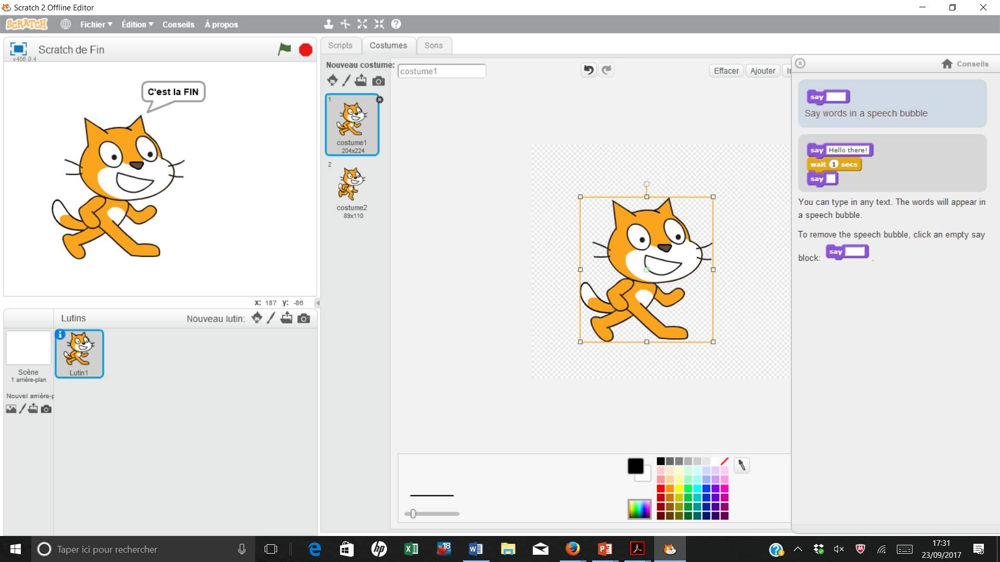 Scratch 2 Offline Editor
SCRATCH
Fichier Édition Conseils À propos
v456.0.4
Scratch de Fin
C'est la FIN
X: 187 y: -86
Lutins
Nouveau lutin:
Lutin1
Scène
1 arrière-plan
Nouvel arrière-p
Scripts Costumes Sons
Nouveau costume:
1
costume1
204x224
2
costume2
89x110
costume1
Effacer Ajouter In
Conseils
say
Say words in a speech bubble
say Hello there!
wait 1 secs
say
You can type in any text. The words will appear in
a speech bubble.
To remove the speech bubble, click an empty say
block: say .
Taper ici pour rechercher
17:31
23/09/2017